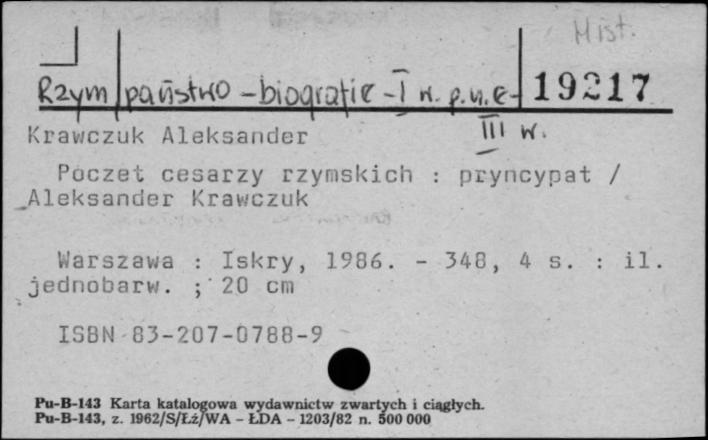 Hist.
Rzym państwo - biografie - I w. p.n.e - 19217
III w.
Krawczuk Aleksander
Poczet cesarzy rzymskich : pryncypat /
Aleksander Krawczuk
Warszawa : Iskry, 1986. - 348, 4 s. : il.
jednobarw. ; 20 cm
ISBN 83-207-0788-9
Pu-B-143 Karta katalogowa wydawnictw zwartych i ciągłych.
Pu-B-143, z. 1962/S/Łź/WA - ŁDA - 1203/82 n. 500 000